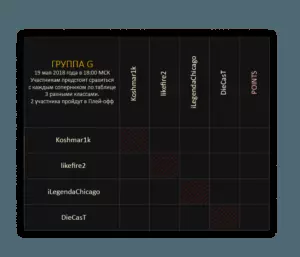 ГРУППА G
19 мая 2018 года в 18:00 МСК
Участникам предстоит сразиться
с каждым соперником по таблице
3 разными классами.
2 участника пройдут в Плей-офф
Koshmar1k
likefire2
iLegendaChicago
DieCasT
POINTS
Koshmar1k
likefire2
iLegendaChicago
DieCasT